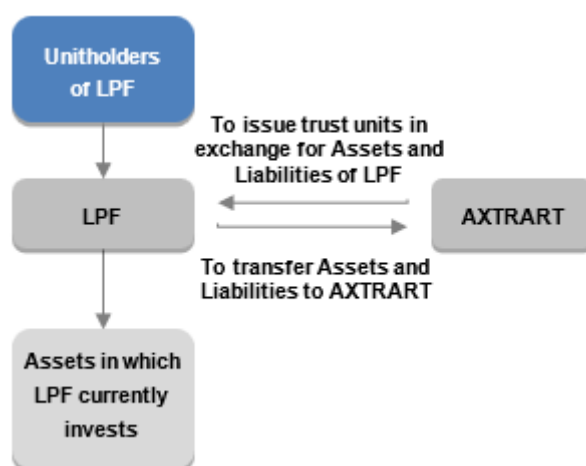 Unitholders
of LPF
To issue trust units in
exchange for Assets and
Liabilities of LPF
LPF
AXTRART
To transfer Assets and
Liabilities to AXTRART
Assets in which
LPF currently
invests